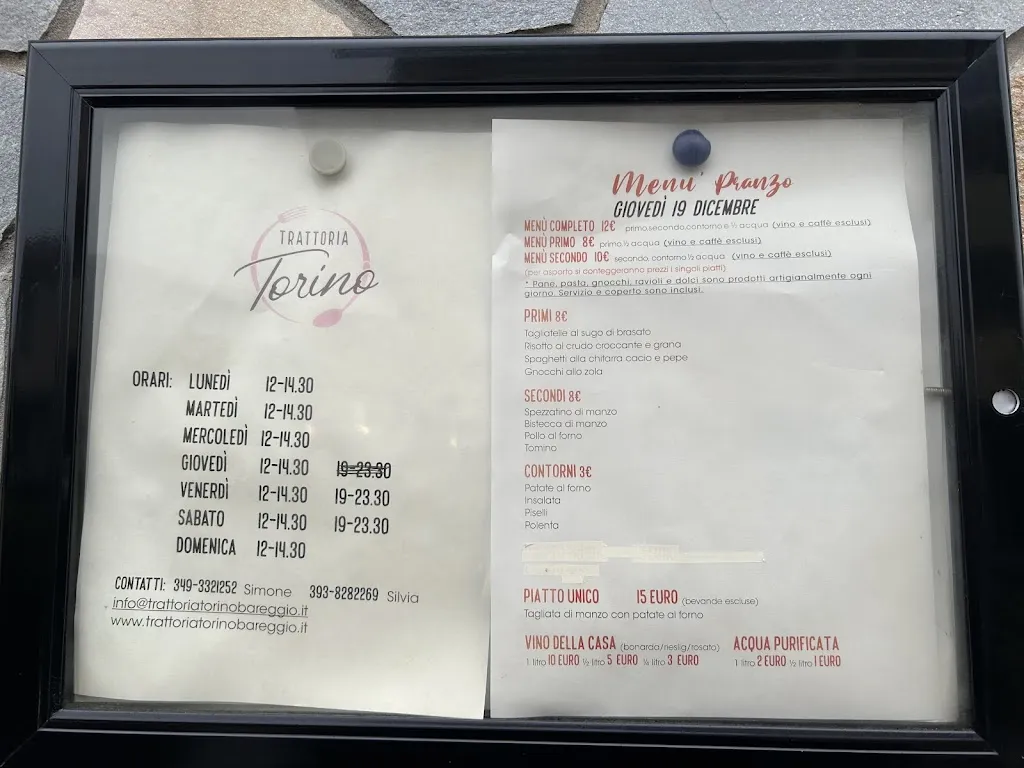 TRATTORIA
Torino
ORARI: LUNEDÌ 12-14.30
MARTEDÌ 12-14.30
MERCOLEDÌ 12-14.30
GIOVEDÌ 12-14.30 19-23.30
VENERDÌ 12-14.30 19-23.30
SABATO 12-14.30 19-23.30
DOMENICA 12-14.30
CONTATTI: 349-3321252 Simone 393-8282269 Silvia
info@trattoriatorinobareggio.it
www.trattoriatorinobareggio.it
Menu' Pranzo
GIOVEDÌ 19 DICEMBRE
MENÙ COMPLETO 12€ primo,secondo,contorno e ½ acqua (vino e caffè esclusi)
MENÙ PRIMO 8€ primo,½ acqua (vino e caffè esclusi)
MENÙ SECONDO 10€ secondo, contorno ½ acqua (vino e caffè esclusi)
(per asporto si conteggeranno prezzi i singoli piatti)
* Pane, pasta, gnocchi, ravioli e dolci sono prodotti artigianalmente ogni
giorno. Servizio e coperto sono inclusi.
PRIMI 8€
Tagliatelle al sugo di brasato
Risotto al crudo croccante e grana
Spaghetti alla chitarra cacio e pepe
Gnocchi allo zola
SECONDI 8€
Spezzatino di manzo
Bistecca di manzo
Pollo al forno
Tomino
CONTORNI 3€
Patate al forno
Insalata
Piselli
Polenta
PIATTO UNICO 15 EURO (bevande escluse)
Tagliata di manzo con patate al forno
VINO DELLA CASA (bonarda/rieslig/rosato) ACQUA PURIFICATA
1 litro 10 EURO ½ litro 5 EURO ¼ litro 3 EURO 1 litro 2 EURO ½ litro 1 EURO